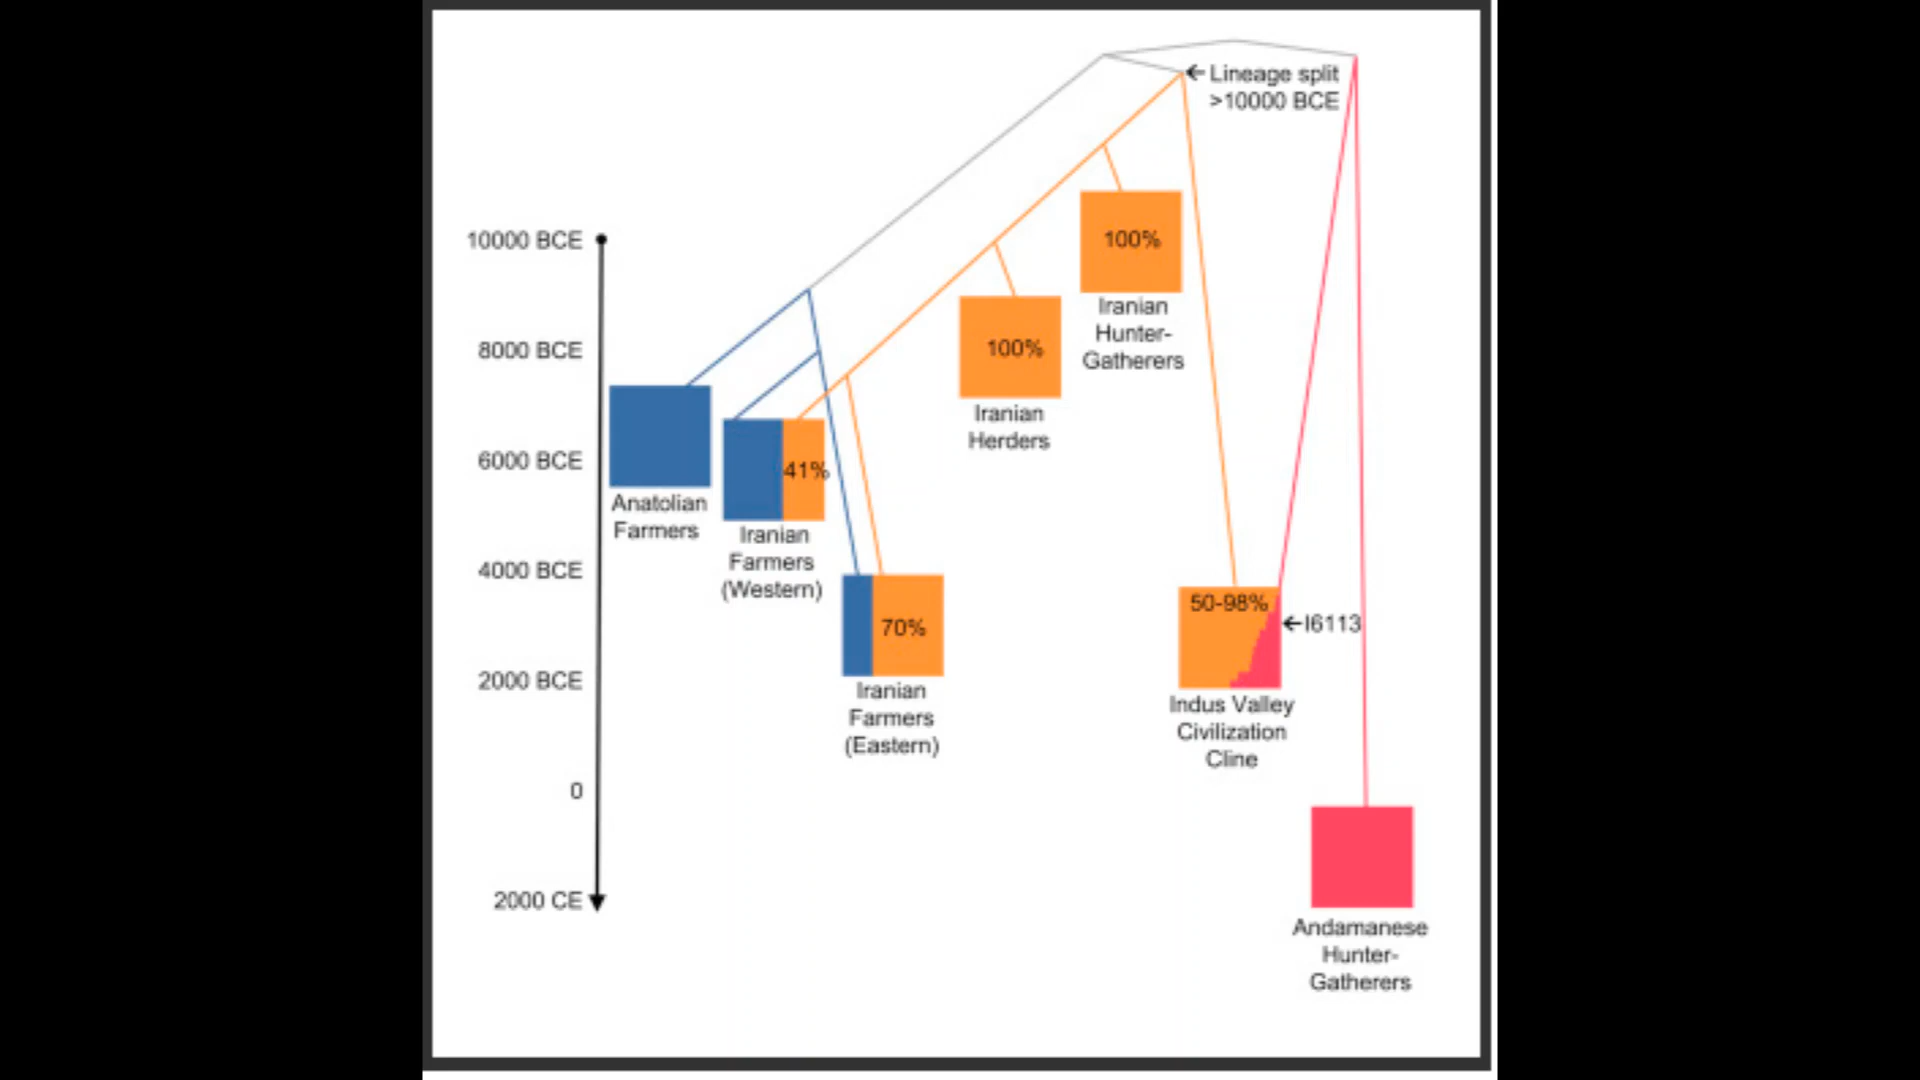 ←Lineage split
>10000 BCE
10000 BCE
100%
Iranian
Hunter-
Gatherers
8000 BCE
100%
Iranian
Herders
6000 BCE
41%
Anatolian
Farmers
Iranian
Farmers
(Western)
4000 BCE
70%
50-98%
←I6113
2000 BCE
Iranian
Farmers
(Eastern)
Indus Valley
Civilization
Cline
0
2000 CE
Andamanese
Hunter-
Gatherers